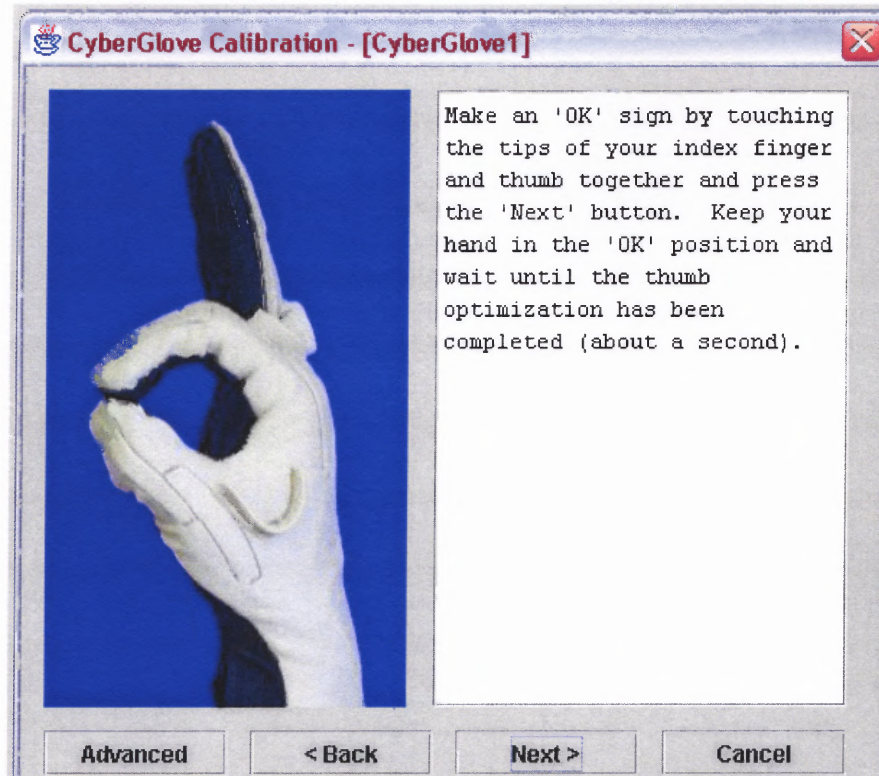 CyberGlove Calibration - [CyberGlove1]
Make an 'OK' sign by touching
the tips of your index finger
and thumb together and press
the 'Next' button.  Keep your
hand in the 'OK' position and
wait until the thumb
optimization has been
completed (about a second).
Advanced
< Back
Next >
Cancel